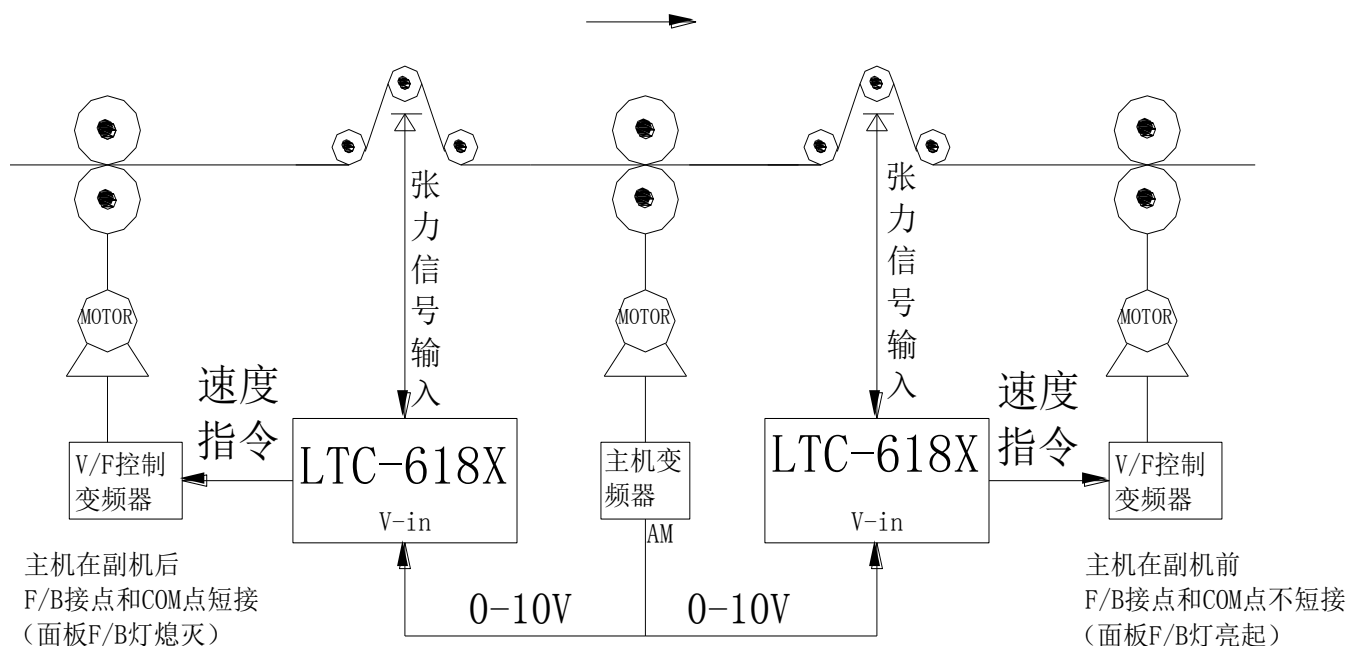 张力信号输入
张力信号输入
MOTOR
MOTOR
MOTOR
速度
指令
速度
指令
LTC-618X
V-in
LTC-618X
V-in
V/F控制
变频器
主机变
频器
V/F控制
变频器
AM
主机在副机后
F/B接点和COM点短接
（面板F/B灯熄灭）
0-10V
0-10V
主机在副机前
F/B接点和COM点不短接
（面板F/B灯亮起）